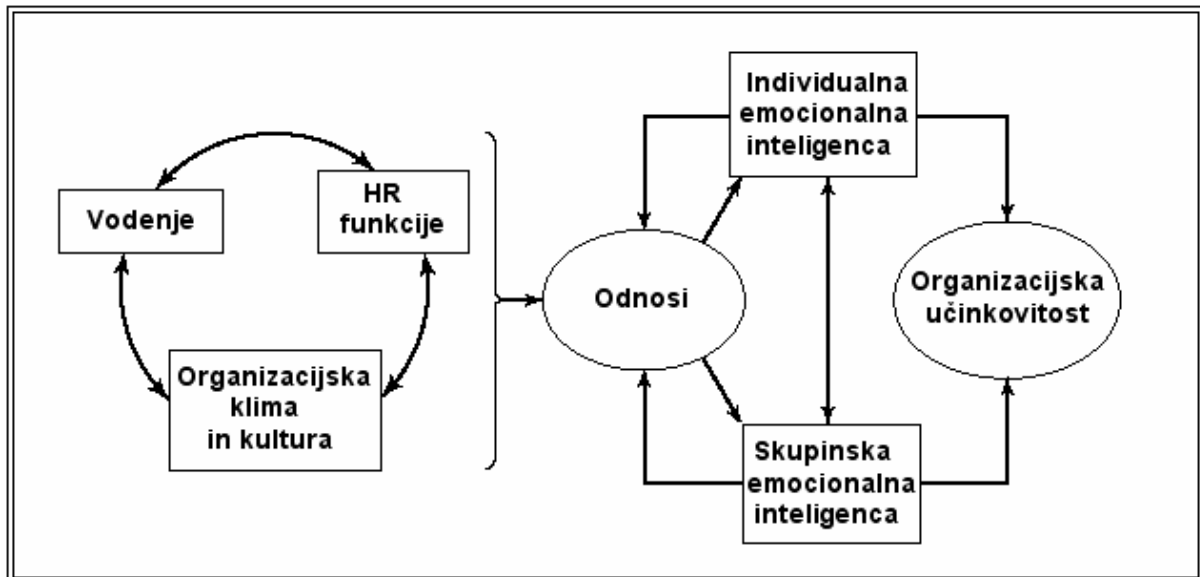 Vodenje
HR
funkcije
Organizacijska
klima
in kultura
Odnosi
Individualna
emocionalna
inteligenca
Skupinska
emocionalna
inteligenca
Organizacijska
učinkovitost